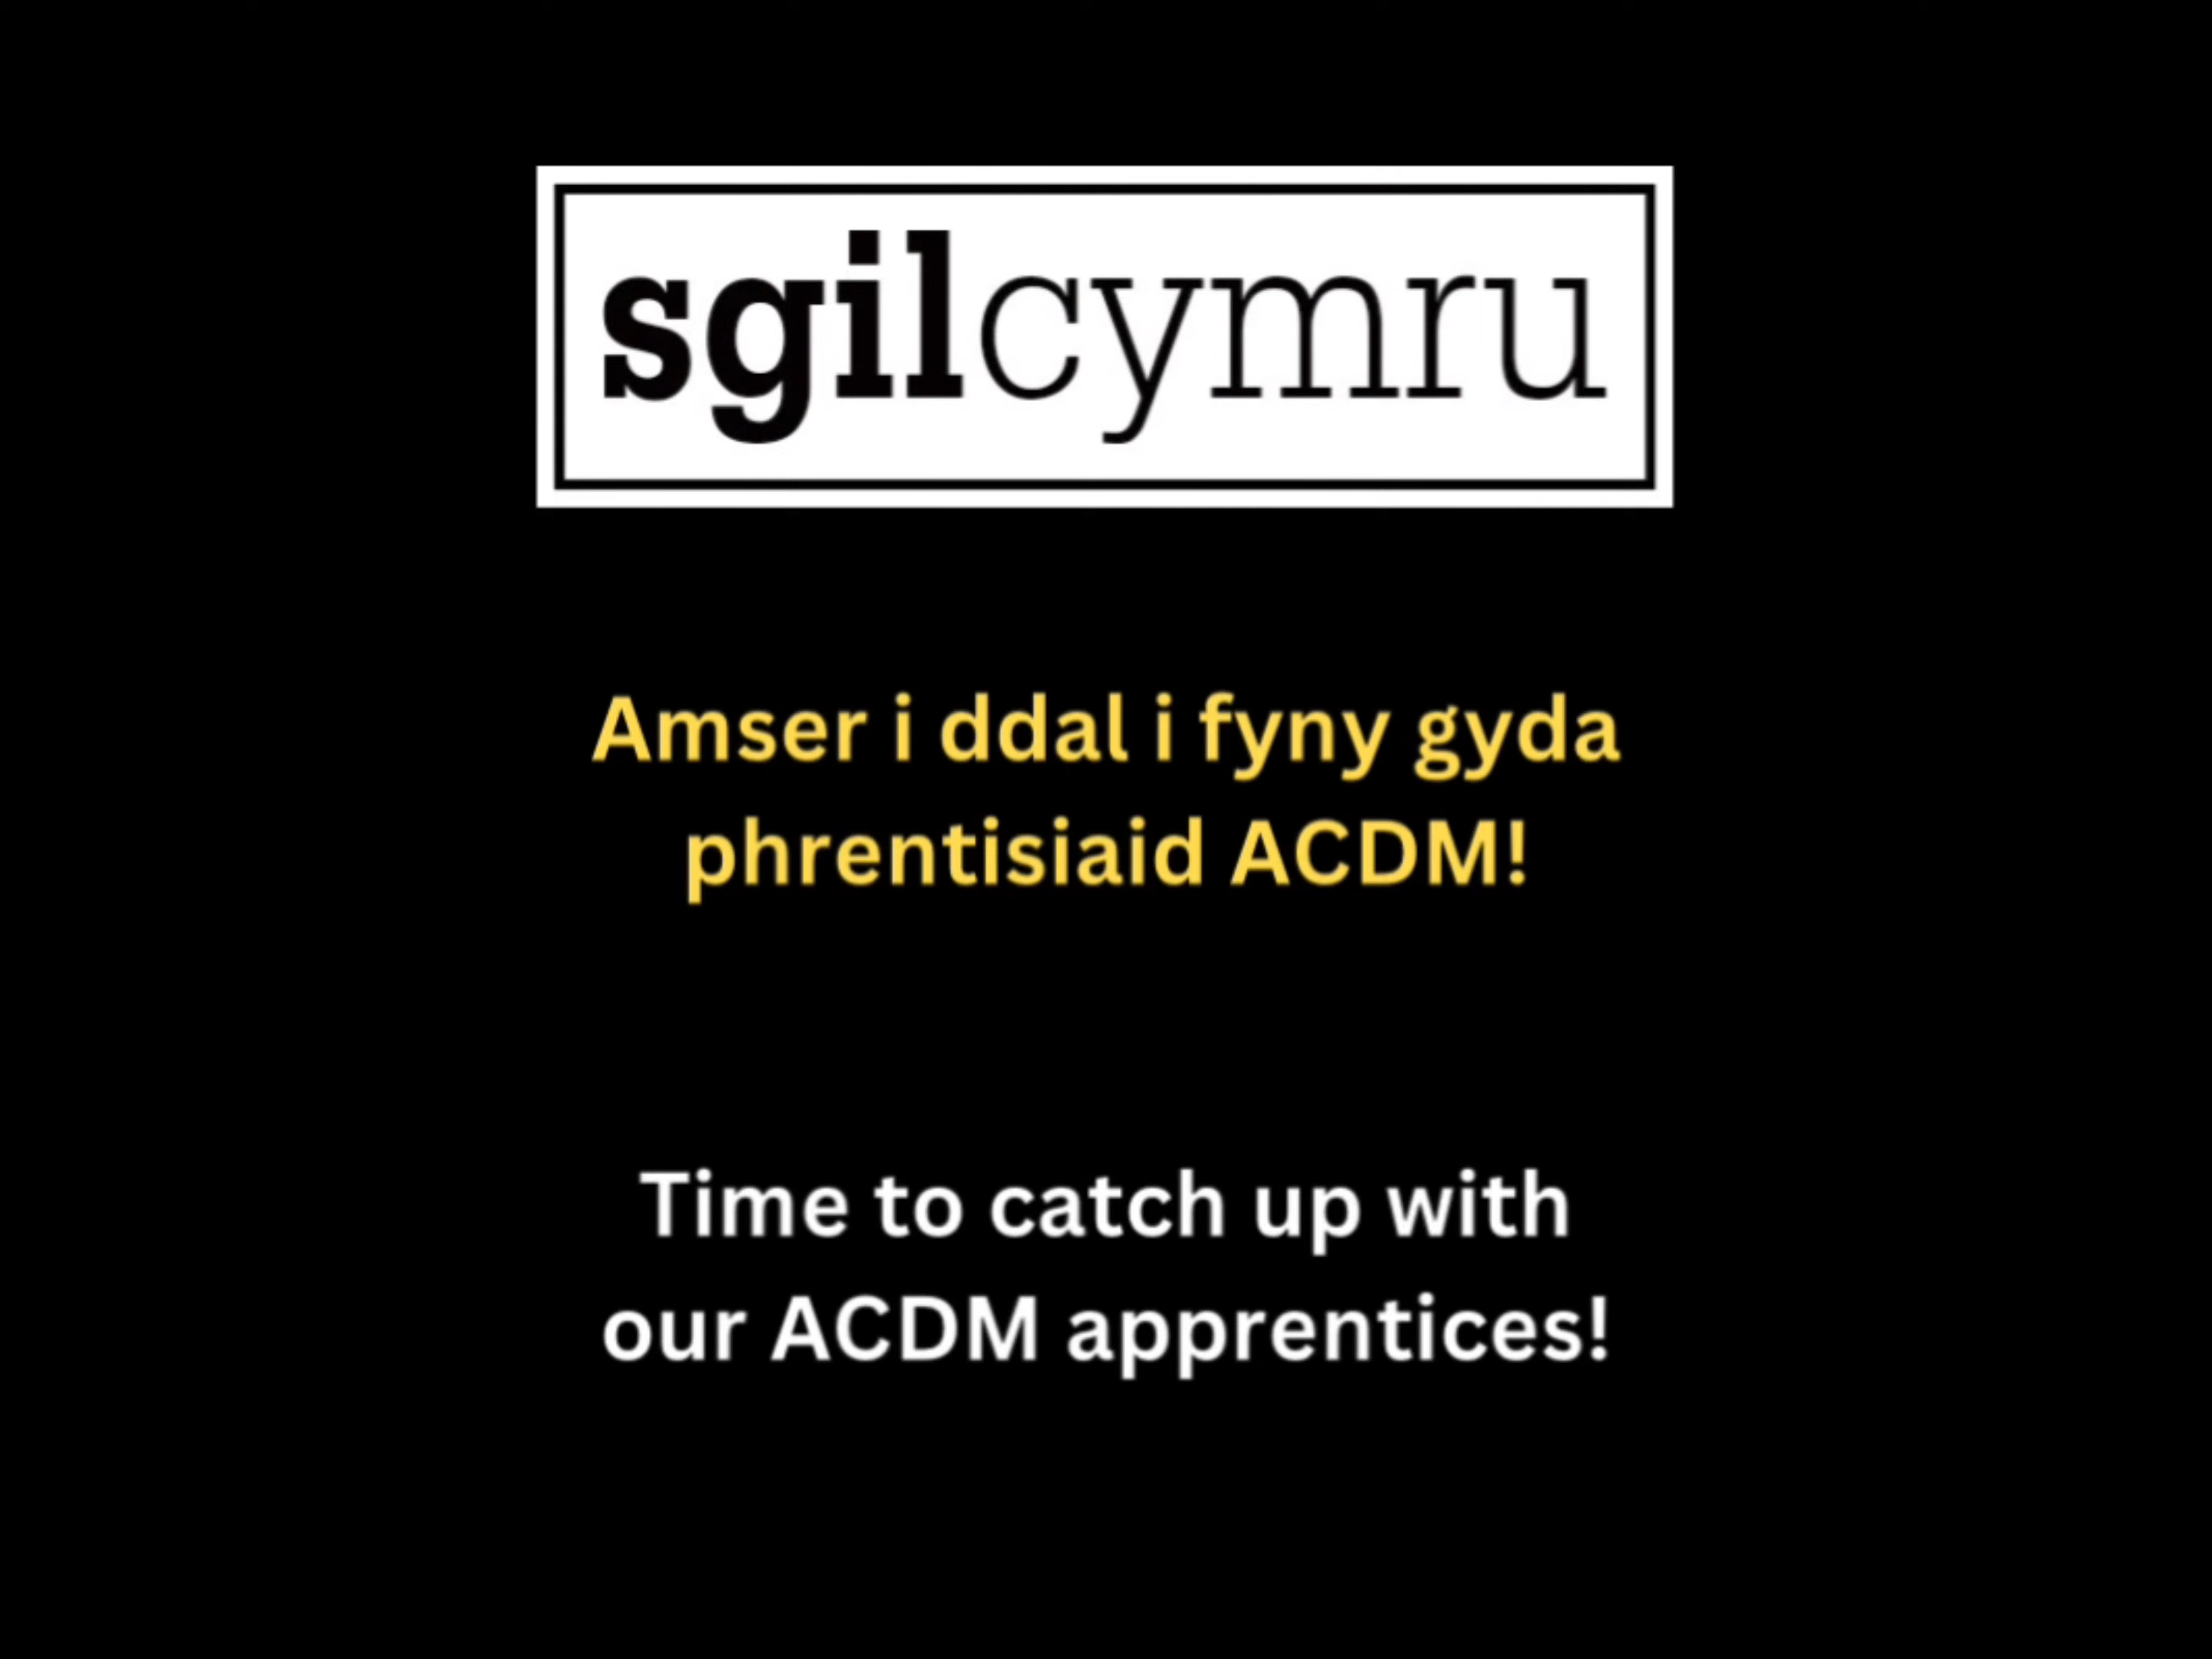 sgilcymru
Amser i ddal i fyny gyda
phrentisiaid ACDM!
Time to catch up with
our ACDM apprentices!